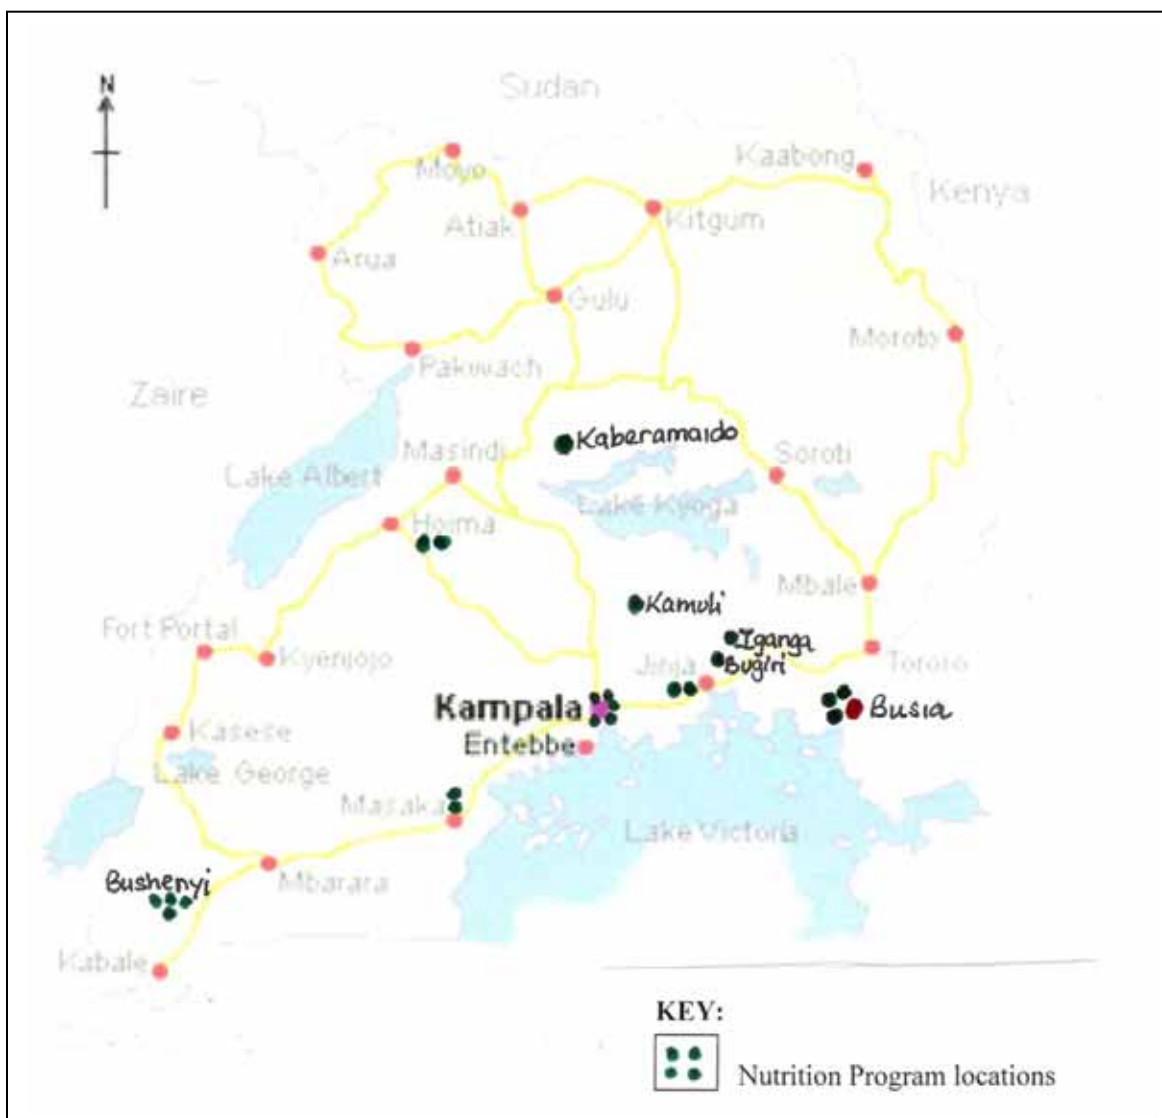 N
Sudan
Kaabong
Moyo
Kenya
Atiak
Kitgum
Arua
Gulu
Moroto
Pakwach
Zaire
Kaberamaido
Masindi
Soroti
Lake Albert
Lake Kyoga
Hoima
Mbale
Kamuli
Fort Portal
Iganga
Kyenjojo
Jinja
Bugiri
Tororo
Kampala
Busia
Kasese
Entebbe
Lake George
Masaka
Lake Victoria
Bushenyi
Mbarara
Kabale
KEY:
Nutrition Program locations